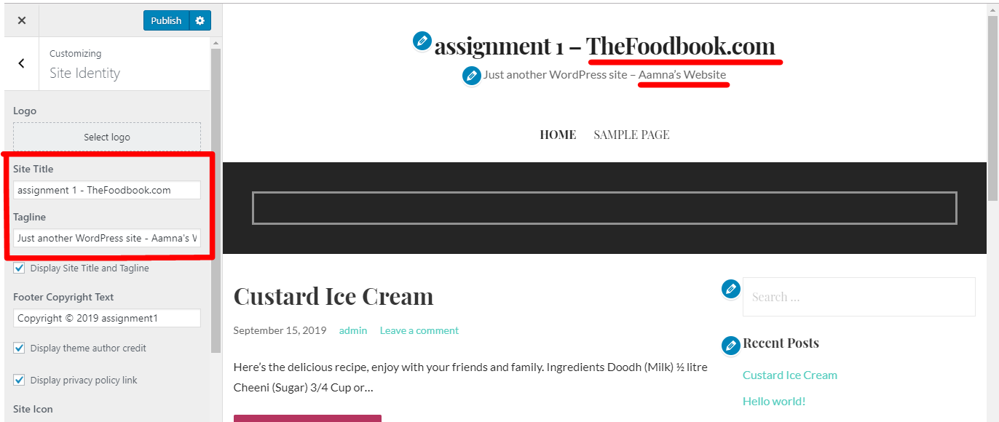 Publish
Customizing
Site Identity
Logo
Select logo
Site Title
assignment 1 - TheFoodbook.com
Tagline
Just another WordPress site - Aamna's W
Display Site Title and Tagline
Footer Copyright Text
Copyright © 2019 assignment1
Display theme author credit
Display privacy policy link
Site Icon
assignment 1 – TheFoodbook.com
Just another WordPress site – Aamna’s Website
HOME SAMPLE PAGE
Custard Ice Cream
September 15, 2019 admin Leave a comment
Here’s the delicious recipe, enjoy with your friends and family. Ingredients Doodh (Milk) ½ litre
Cheeni (Sugar) 3/4 Cup or…
Search …
Recent Posts
Custard Ice Cream
Hello world!